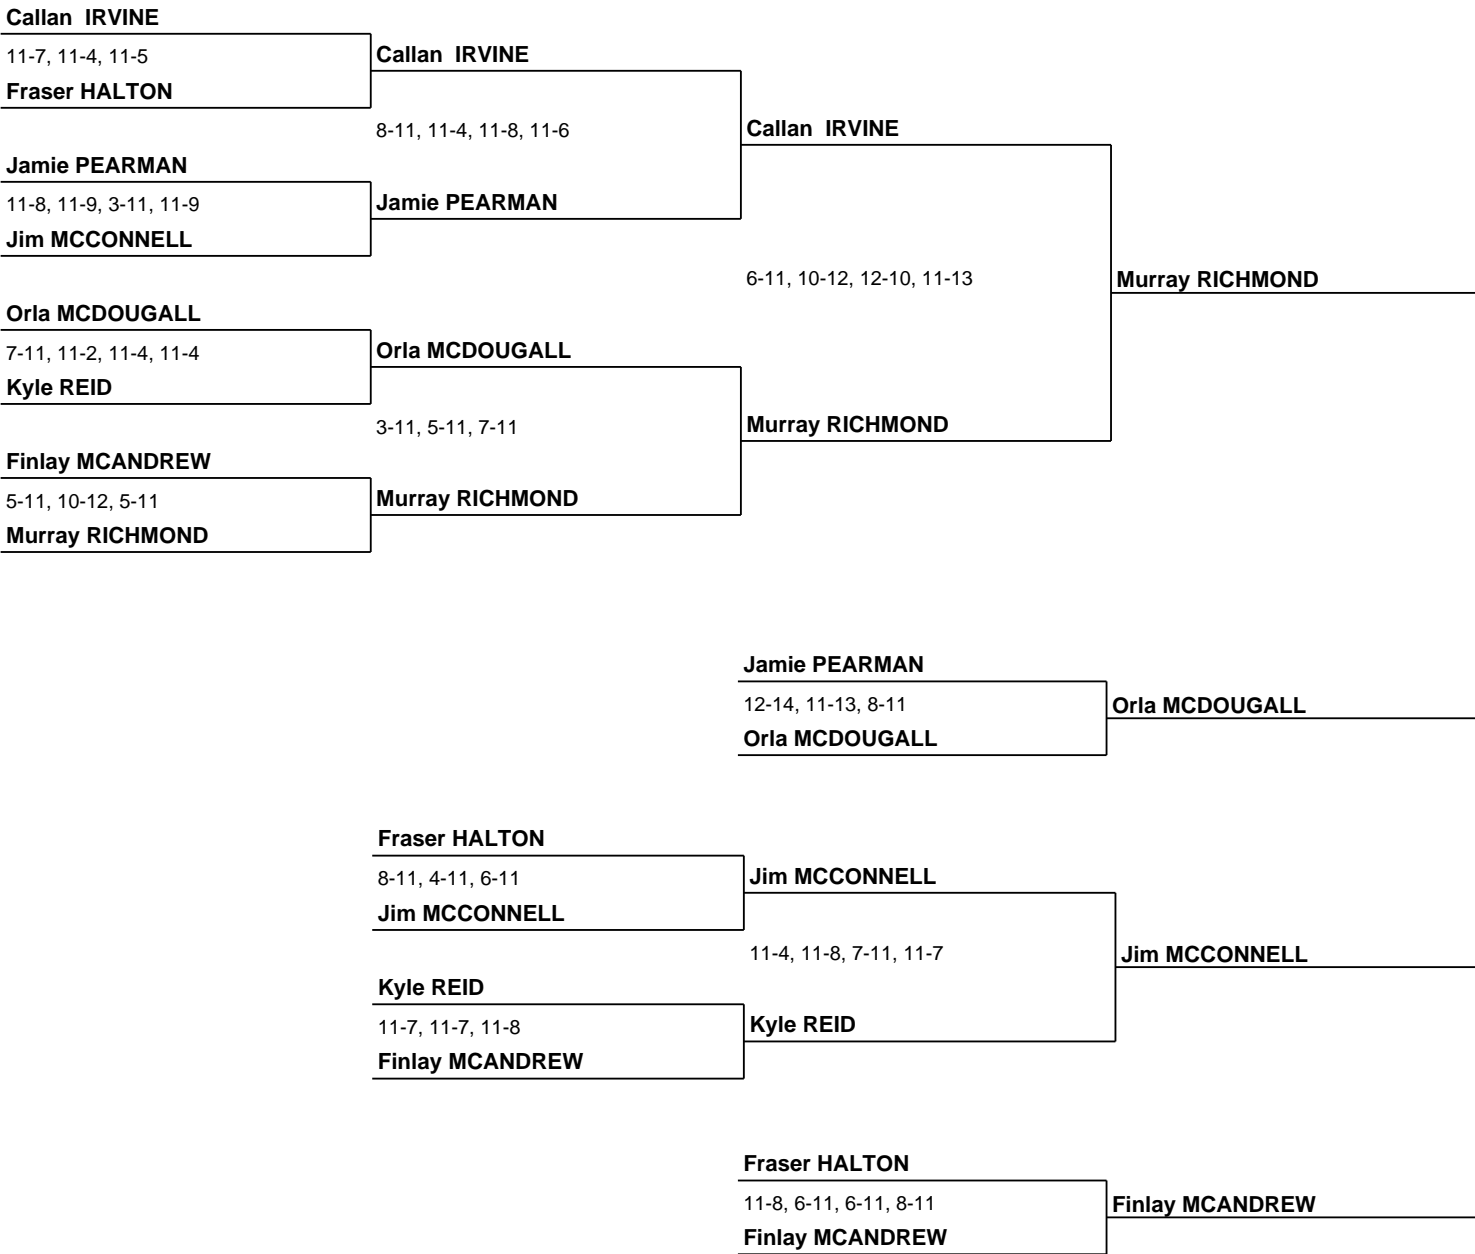 Callan  IRVINE
11-7, 11-4, 11-5
Callan  IRVINE
Fraser HALTON
8-11, 11-4, 11-8, 11-6
Callan  IRVINE
Jamie PEARMAN
11-8, 11-9, 3-11, 11-9
Jamie PEARMAN
Jim MCCONNELL
6-11, 10-12, 12-10, 11-13
Murray RICHMOND
Orla MCDOUGALL
7-11, 11-2, 11-4, 11-4
Orla MCDOUGALL
Kyle REID
3-11, 5-11, 7-11
Murray RICHMOND
Finlay MCANDREW
5-11, 10-12, 5-11
Murray RICHMOND
Murray RICHMOND
Jamie PEARMAN
12-14, 11-13, 8-11
Orla MCDOUGALL
Orla MCDOUGALL
Fraser HALTON
8-11, 4-11, 6-11
Jim MCCONNELL
Jim MCCONNELL
11-4, 11-8, 7-11, 11-7
Jim MCCONNELL
Kyle REID
11-7, 11-7, 11-8
Kyle REID
Finlay MCANDREW
Fraser HALTON
11-8, 6-11, 6-11, 8-11
Finlay MCANDREW
Finlay MCANDREW